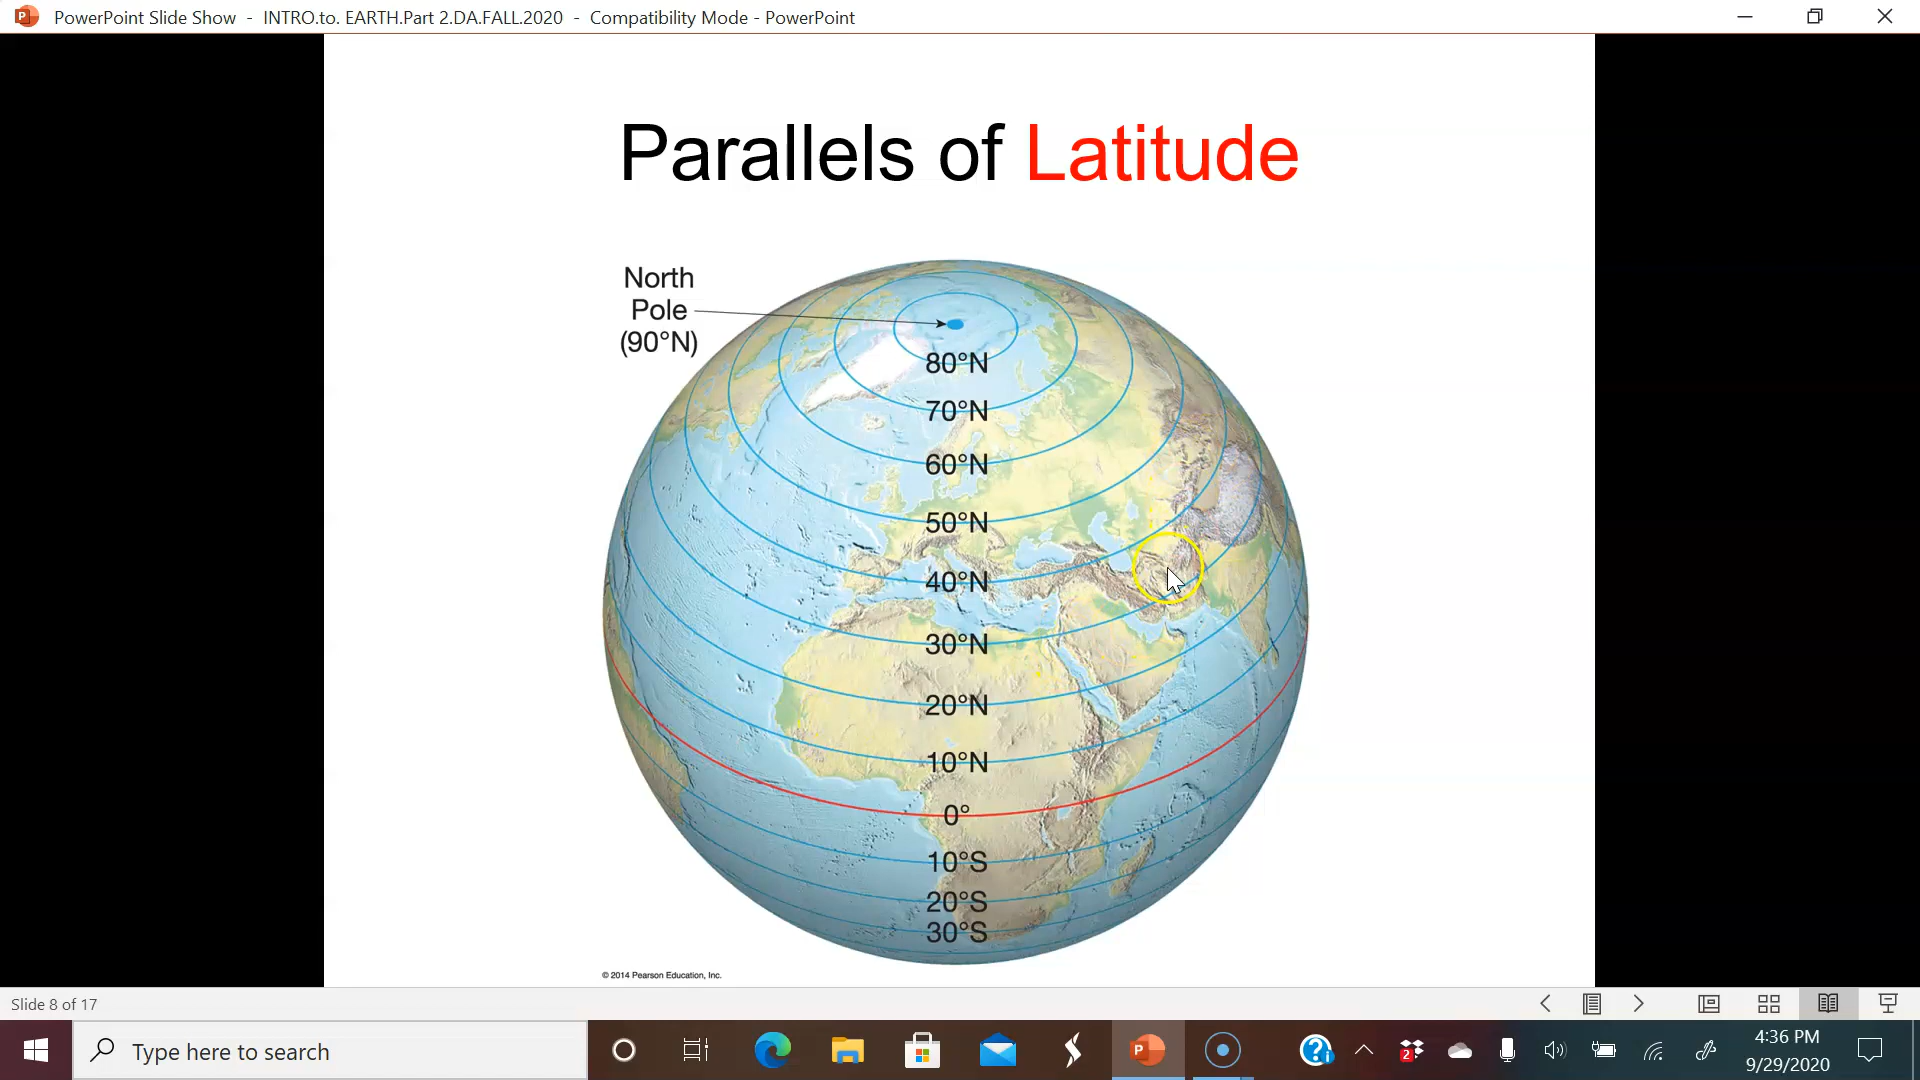 PowerPoint Slide Show - INTRO.to. EARTH.Part 2.DA.FALL.2020 - Compatibility Mode - PowerPoint
Parallels of Latitude
North
Pole
(90°N)
80°N
70°N
60°N
50°N
40°N
30°N
20°N
10°N
0°
10°S
20°S
30°S
© 2014 Pearson Education, Inc.
Slide 8 of 17
Type here to search
P
2
4:36 PM
9/29/2020